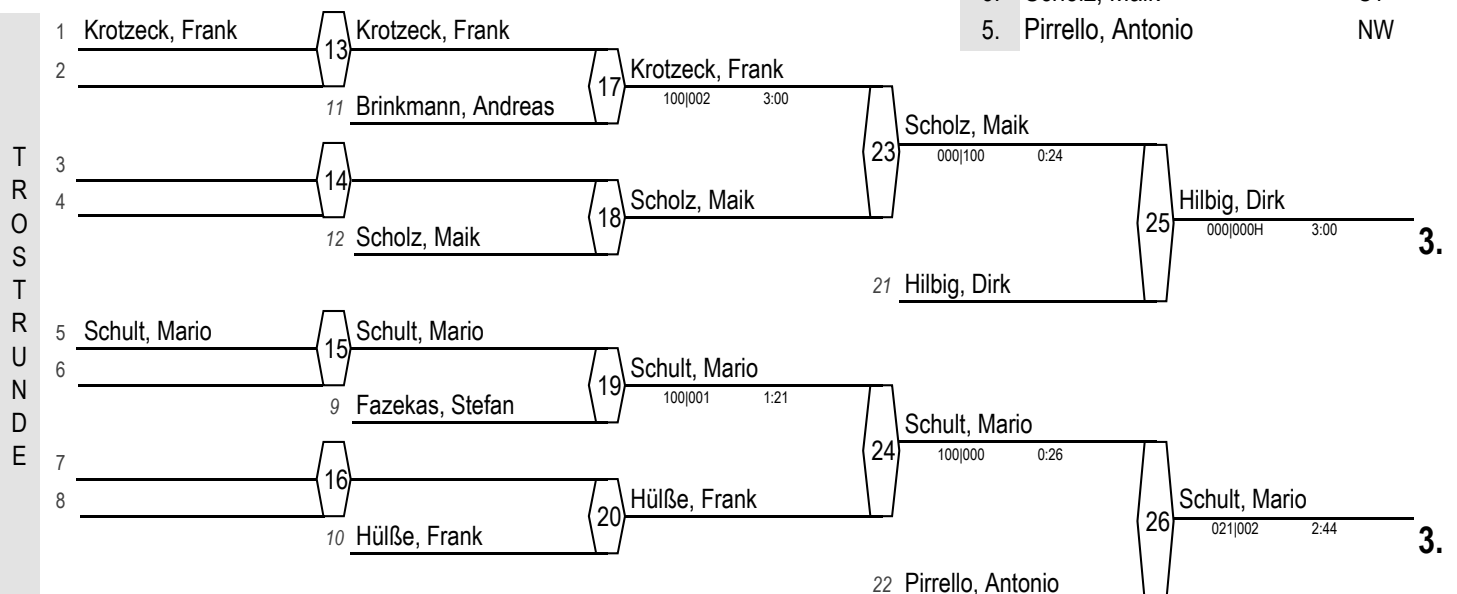 5. Pirrello, Antonio NW
TROSTRUNDE
1 Krotzeck, Frank
2
13 Krotzeck, Frank
11 Brinkmann, Andreas
17 Krotzeck, Frank
100|002 3:00
3
4
14
12 Scholz, Maik
18 Scholz, Maik
23 Scholz, Maik
000|100 0:24
21 Hilbig, Dirk
25 Hilbig, Dirk
000|000H 3:00
3.
5 Schult, Mario
6
15 Schult, Mario
9 Fazekas, Stefan
19 Schult, Mario
100|001 1:21
7
8
16
10 Hülße, Frank
20 Hülße, Frank
24 Schult, Mario
100|000 0:26
22 Pirrello, Antonio
26 Schult, Mario
021|002 2:44
3.